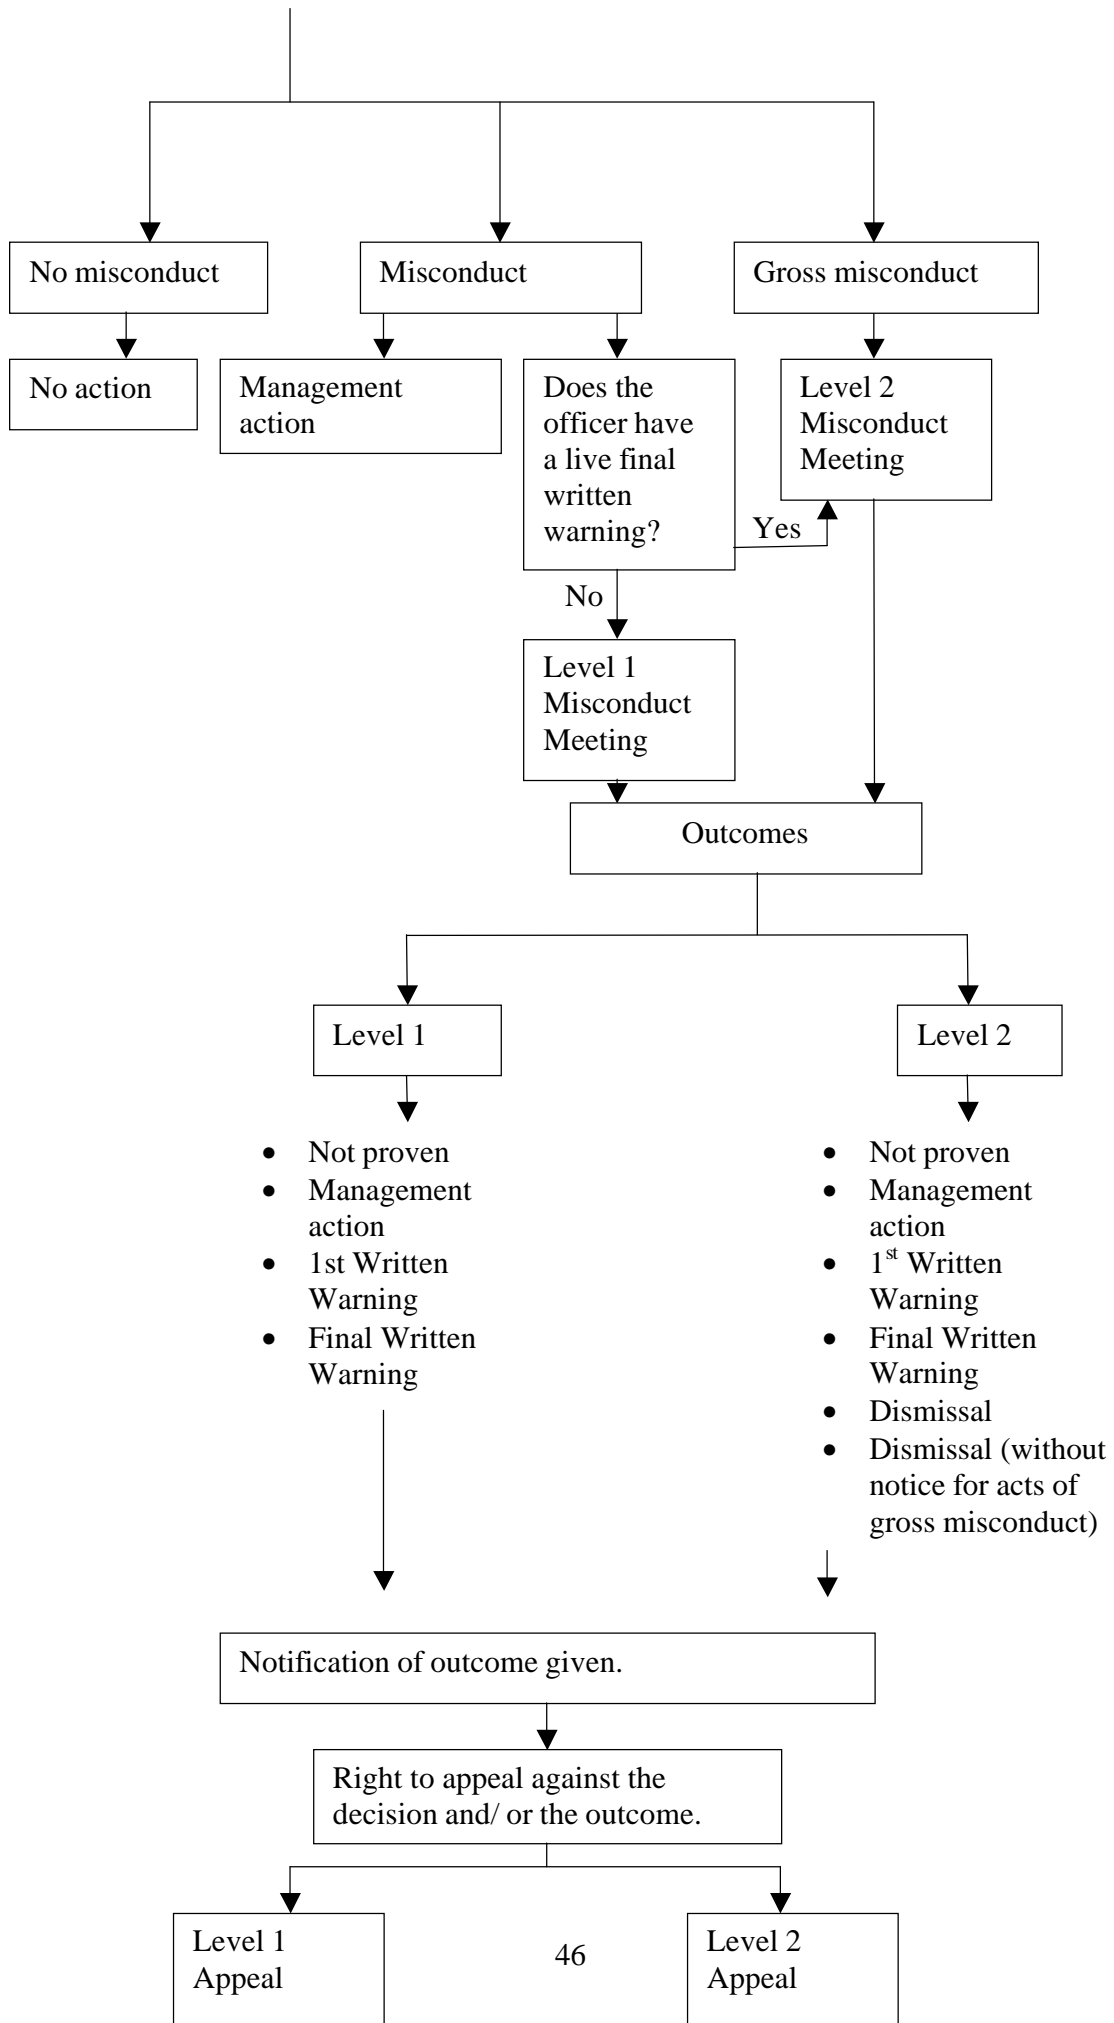 No misconduct
Misconduct
Gross misconduct
No action
Management
action
Does the
officer have
a live final
written
warning?
Level 2
Misconduct
Meeting
Yes
No
Level 1
Misconduct
Meeting
Outcomes
Level 1
Level 2
• Not proven
• Management
action
• 1st Written
Warning
• Final Written
Warning
• Not proven
• Management
action
• 1st Written
Warning
• Final Written
Warning
• Dismissal
• Dismissal (without
notice for acts of
gross misconduct)
Notification of outcome given.
Right to appeal against the
decision and/ or the outcome.
Level 1
Appeal
46
Level 2
Appeal